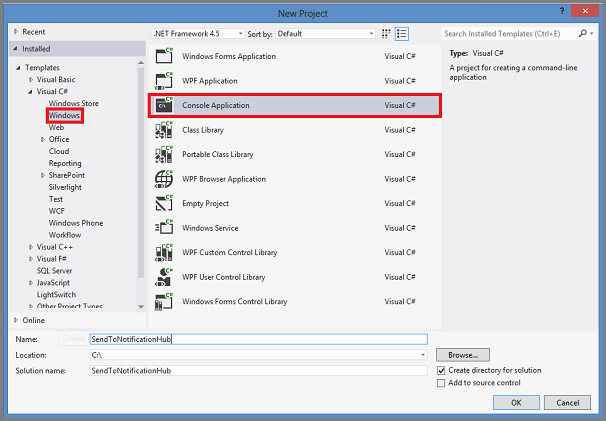 New Project
? ×
Recent
Installed
Templates
Visual Basic
Visual C#
Windows Store
Windows
Web
Office
Cloud
Reporting
SharePoint
Silverlight
Test
WCF
Windows Phone
Workflow
Visual C++
Visual F#
SQL Server
JavaScript
LightSwitch
Other Project Types
Online
.NET Framework 4.5 Sort by: Default
Windows Forms Application Visual C#
WPF Application Visual C#
Console Application Visual C#
Class Library Visual C#
Portable Class Library Visual C#
WPF Browser Application Visual C#
Empty Project Visual C#
Windows Service Visual C#
WPF Custom Control Library Visual C#
WPF User Control Library Visual C#
Windows Forms Control Library Visual C#
Search Installed Templates (Ctrl+E)
Type: Visual C#
A project for creating a command-line
application
Name: SendToNotificationHub
Location: C:\
Browse...
Solution name: SendToNotificationHub
Create directory for solution
Add to source control
OK Cancel